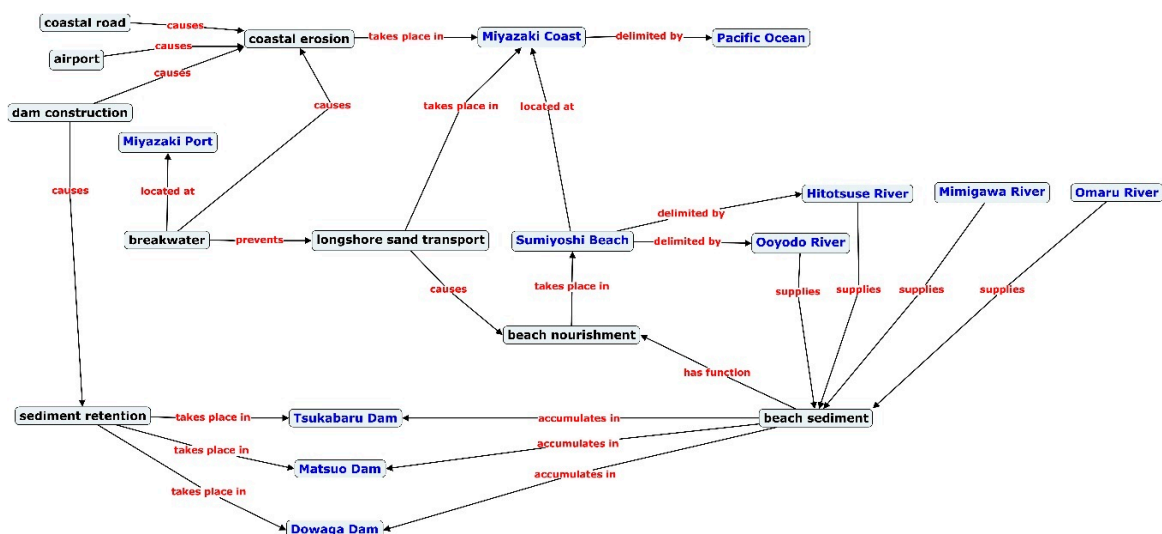 coastal road
causes
coastal erosion
takes place in
Miyazaki Coast
delimited by
Pacific Ocean
causes
airport
causes
dam construction
causes
takes place in
located at
Miyazaki Port
causes
located at
Hitotsuse River
Mimigawa River
Omaru River
delimited by
breakwater
prevents
longshore sand transport
Sumiyoshi Beach
delimited by
Ooyodo River
causes
takes place in
supplies
supplies
supplies
supplies
beach nourishment
has function
sediment retention
takes place in
Tsukabaru Dam
accumulates in
beach sediment
takes place in
accumulates in
Matsuo Dam
accumulates in
takes place in
Dowaga Dam